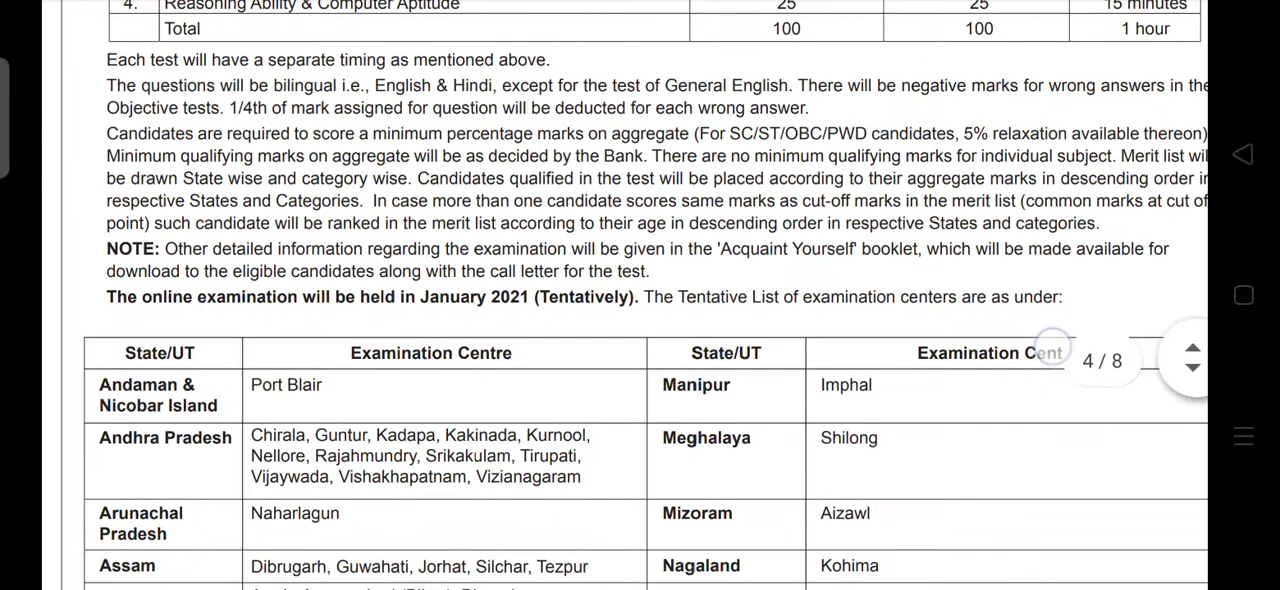 4. Reasoning Ability & Computer Aptitude 25 25 15 minutes
Total 100 100 1 hour
Each test will have a separate timing as mentioned above.
The questions will be bilingual i.e., English & Hindi, except for the test of General English. There will be negative marks for wrong answers in the
Objective tests. 1/4th of mark assigned for question will be deducted for each wrong answer.
Candidates are required to score a minimum percentage marks on aggregate (For SC/ST/OBC/PWD candidates, 5% relaxation available thereon)
Minimum qualifying marks on aggregate will be as decided by the Bank. There are no minimum qualifying marks for individual subject. Merit list wil
be drawn State wise and category wise. Candidates qualified in the test will be placed according to their aggregate marks in descending order in
respective States and Categories. In case more than one candidate scores same marks as cut-off marks in the merit list (common marks at cut of
point) such candidate will be ranked in the merit list according to their age in descending order in respective States and categories.
NOTE: Other detailed information regarding the examination will be given in the 'Acquaint Yourself' booklet, which will be made available for
download to the eligible candidates along with the call letter for the test.
The online examination will be held in January 2021 (Tentatively). The Tentative List of examination centers are as under:
State/UT Examination Centre State/UT Examination Cent
4 / 8
Andaman & Port Blair Manipur Imphal
Nicobar Island
Andhra Pradesh Chirala, Guntur, Kadapa, Kakinada, Kurnool, Meghalaya Shilong
Nellore, Rajahmundry, Srikakulam, Tirupati,
Vijaywada, Vishakhapatnam, Vizianagaram
Arunachal Naharlagun Mizoram Aizawl
Pradesh
Assam Dibrugarh, Guwahati, Jorhat, Silchar, Tezpur Nagaland Kohima